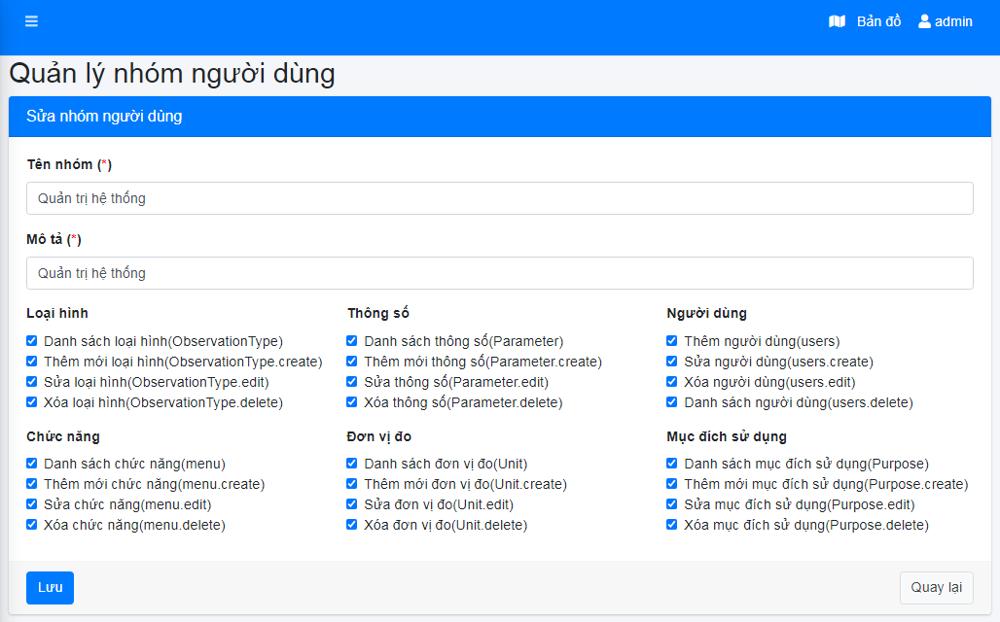 Bản đồ admin
Quản lý nhóm người dùng
Sửa nhóm người dùng
Tên nhóm (*)
Quản trị hệ thống
Mô tả (*)
Quản trị hệ thống
Loại hình
Danh sách loại hình(ObservationType)
Thêm mới loại hình(ObservationType.create)
Sửa loại hình(ObservationType.edit)
Xóa loại hình(ObservationType.delete)
Thông số
Danh sách thông số(Parameter)
Thêm mới thông số(Parameter.create)
Sửa thông số(Parameter.edit)
Xóa thông số(Parameter.delete)
Người dùng
Thêm người dùng(users)
Sửa người dùng(users.create)
Xóa người dùng(users.edit)
Danh sách người dùng(users.delete)
Chức năng
Danh sách chức năng(menu)
Thêm mới chức năng(menu.create)
Sửa chức năng(menu.edit)
Xóa chức năng(menu.delete)
Đơn vị đo
Danh sách đơn vị đo(Unit)
Thêm mới đơn vị đo(Unit.create)
Sửa đơn vị đo(Unit.edit)
Xóa đơn vị đo(Unit.delete)
Mục đích sử dụng
Danh sách mục đích sử dụng(Purpose)
Thêm mới mục đích sử dụng(Purpose.create)
Sửa mục đích sử dụng(Purpose.edit)
Xóa mục đích sử dụng(Purpose.delete)
Lưu
Quay lại